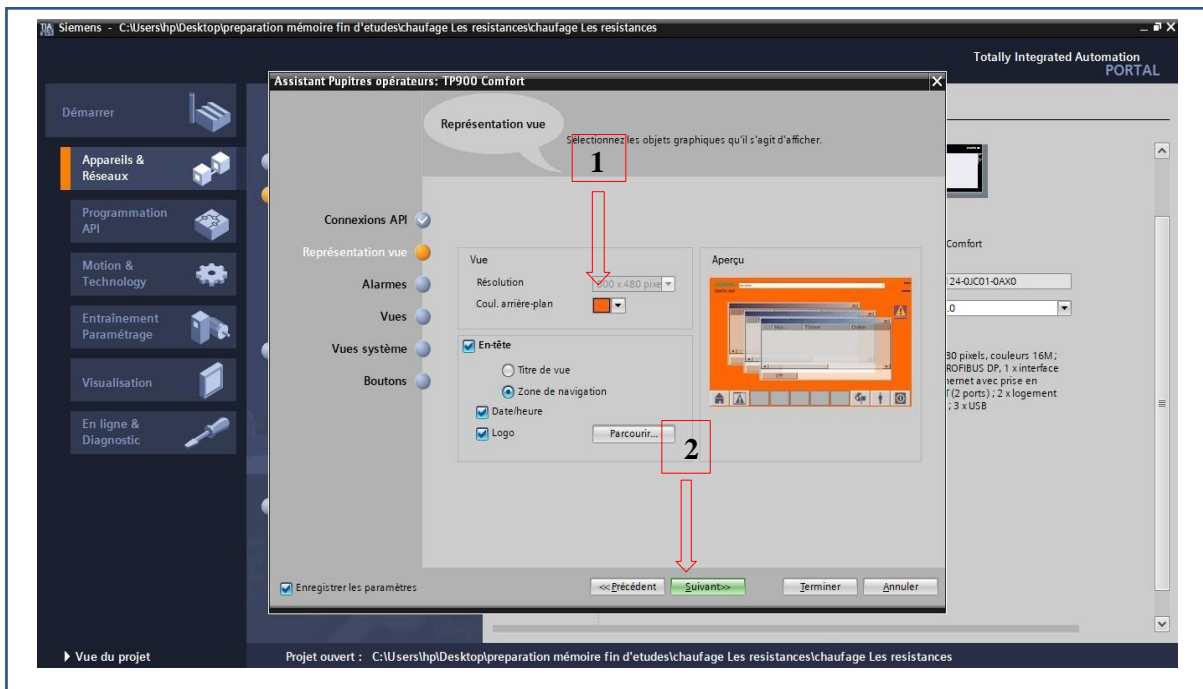 Siemens - C:\Users\hp\Desktop\preparation mémoire fin d'etudes\chaufage Les resistances\chaufage Les resistances
Totally Integrated Automation
PORTAL
Assistant Pupitres opérateurs: TP900 Comfort
Démarrer
Appareils &
Réseaux
Programmation
API
Motion &
Technology
Entraînement
Paramétrage
Visualisation
En ligne &
Diagnostic
Représentation vue
Sélectionnez les objets graphiques qu'il s'agit d'afficher.
1
Connexions API
Représentation vue
Alarmes
Vues
Vues système
Boutons
Vue
Résolution
800 x 480 pixe
Coul. arrière-plan
En-tête
Titre de vue
Zone de navigation
Date/heure
Logo
Parcourir...
2
Aperçu
Comfort
124-0JC01-0AX0
.0
80 pixels, couleurs 16M;
ROFIBUS DP, 1 x interface
ernet avec prise en
T (2 ports) ; 2 x logement
; 3 x USB
Enregistrer les paramètres
<<Précédent
Suivant>>
Terminer
Annuler
Vue du projet
Projet ouvert : C:\Users\hp\Desktop\preparation mémoire fin d'etudes\chaufage Les resistances\chaufage Les resistances